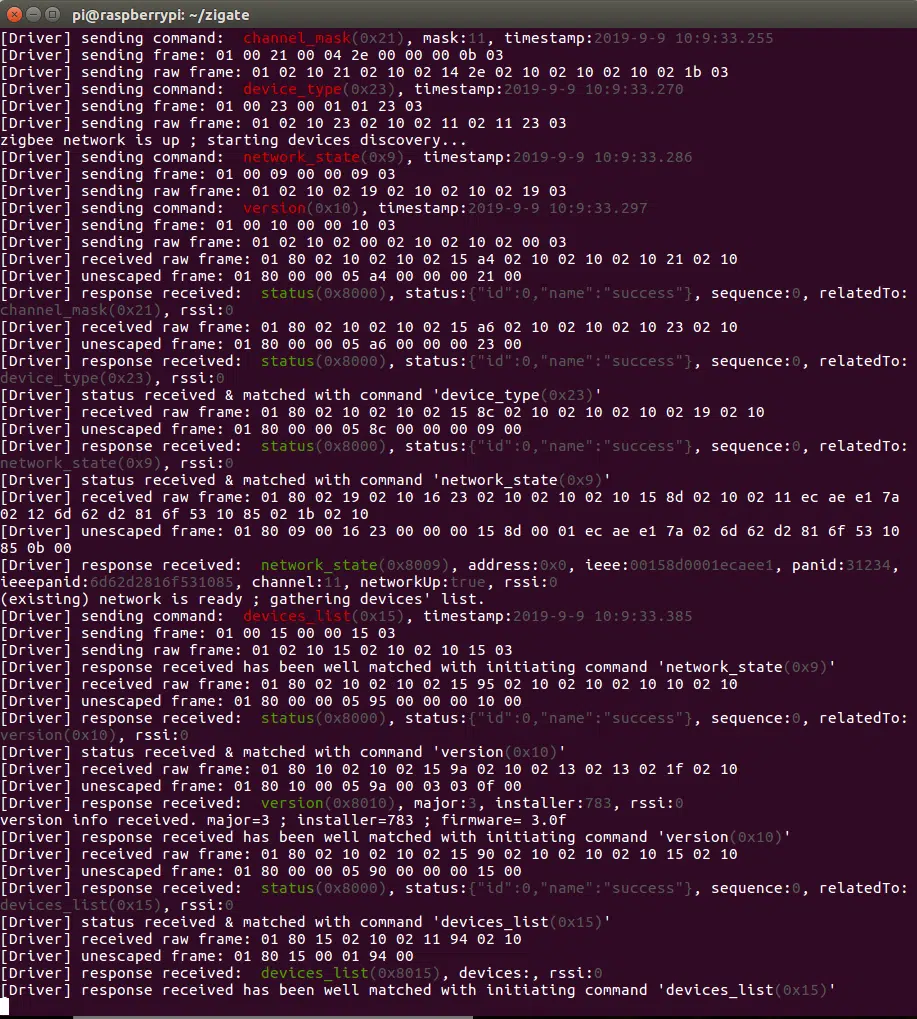 pi@raspberrypi: ~/zigate
[Driver] sending command:  channel_mask(0x21), mask:11, timestamp:2019-9-9 10:9:33.255
[Driver] sending frame: 01 00 21 00 04 2e 00 00 00 0b 03
[Driver] sending raw frame: 01 02 10 21 02 10 02 14 2e 02 10 02 10 02 10 02 1b 03
[Driver] sending command:  device_type(0x23), timestamp:2019-9-9 10:9:33.270
[Driver] sending frame: 01 00 23 00 01 01 23 03
[Driver] sending raw frame: 01 02 10 23 02 10 02 11 02 11 23 03
zigbee network is up ; starting devices discovery...
[Driver] sending command:  network_state(0x9), timestamp:2019-9-9 10:9:33.286
[Driver] sending frame: 01 00 09 00 00 09 03
[Driver] sending raw frame: 01 02 10 02 19 02 10 02 10 02 19 03
[Driver] sending command:  version(0x10), timestamp:2019-9-9 10:9:33.297
[Driver] sending frame: 01 00 10 00 00 10 03
[Driver] sending raw frame: 01 02 10 02 00 02 10 02 10 02 00 03
[Driver] received raw frame: 01 80 02 10 02 10 02 15 a4 02 10 02 10 02 10 21 02 10
[Driver] unescaped frame: 01 80 00 00 05 a4 00 00 00 21 00
[Driver] response received:  status(0x8000), status:{"id":0,"name":"success"}, sequence:0, relatedTo:
channel_mask(0x21), rssi:0
[Driver] received raw frame: 01 80 02 10 02 10 02 15 a6 02 10 02 10 02 10 23 02 10
[Driver] unescaped frame: 01 80 00 00 05 a6 00 00 00 23 00
[Driver] response received:  status(0x8000), status:{"id":0,"name":"success"}, sequence:0, relatedTo:
device_type(0x23), rssi:0
[Driver] status received & matched with command 'device_type(0x23)'
[Driver] received raw frame: 01 80 02 10 02 10 02 15 8c 02 10 02 10 02 10 02 19 02 10
[Driver] unescaped frame: 01 80 00 00 05 8c 00 00 00 09 00
[Driver] response received:  status(0x8000), status:{"id":0,"name":"success"}, sequence:0, relatedTo:
network_state(0x9), rssi:0
[Driver] status received & matched with command 'network_state(0x9)'
[Driver] received raw frame: 01 80 02 19 02 10 16 23 02 10 02 10 02 10 15 8d 02 10 02 11 ec ae e1 7a
02 12 6d 62 d2 81 6f 53 10 85 02 1b 02 10
[Driver] unescaped frame: 01 80 09 00 16 23 00 00 00 15 8d 00 01 ec ae e1 7a 02 6d 62 d2 81 6f 53 10
85 0b 00
[Driver] response received:  network_state(0x8009), address:0x0, ieee:00158d0001ecaee1, panid:31234,
ieeepanid:6d62d2816f531085, channel:11, networkUp:true, rssi:0
(existing) network is ready ; gathering devices' list.
[Driver] sending command:  devices_list(0x15), timestamp:2019-9-9 10:9:33.385
[Driver] sending frame: 01 00 15 00 00 15 03
[Driver] sending raw frame: 01 02 10 15 02 10 02 10 15 03
[Driver] response received has been well matched with initiating command 'network_state(0x9)'
[Driver] received raw frame: 01 80 02 10 02 10 02 15 95 02 10 02 10 02 10 10 02 10
[Driver] unescaped frame: 01 80 00 00 05 95 00 00 00 10 00
[Driver] response received:  status(0x8000), status:{"id":0,"name":"success"}, sequence:0, relatedTo:
version(0x10), rssi:0
[Driver] status received & matched with command 'version(0x10)'
[Driver] received raw frame: 01 80 10 02 10 02 15 9a 02 10 02 13 02 13 02 1f 02 10
[Driver] unescaped frame: 01 80 10 00 05 9a 00 03 03 0f 00
[Driver] response received:  version(0x8010), major:3, installer:783, rssi:0
version info received. major=3 ; installer=783 ; firmware= 3.0f
[Driver] response received has been well matched with initiating command 'version(0x10)'
[Driver] received raw frame: 01 80 02 10 02 10 02 15 90 02 10 02 10 02 10 15 02 10
[Driver] unescaped frame: 01 80 00 00 05 90 00 00 00 15 00
[Driver] response received:  status(0x8000), status:{"id":0,"name":"success"}, sequence:0, relatedTo:
devices_list(0x15), rssi:0
[Driver] status received & matched with command 'devices_list(0x15)'
[Driver] received raw frame: 01 80 15 02 10 02 11 94 02 10
[Driver] unescaped frame: 01 80 15 00 01 94 00
[Driver] response received:  devices_list(0x8015), devices:, rssi:0
[Driver] response received has been well matched with initiating command 'devices_list(0x15)'